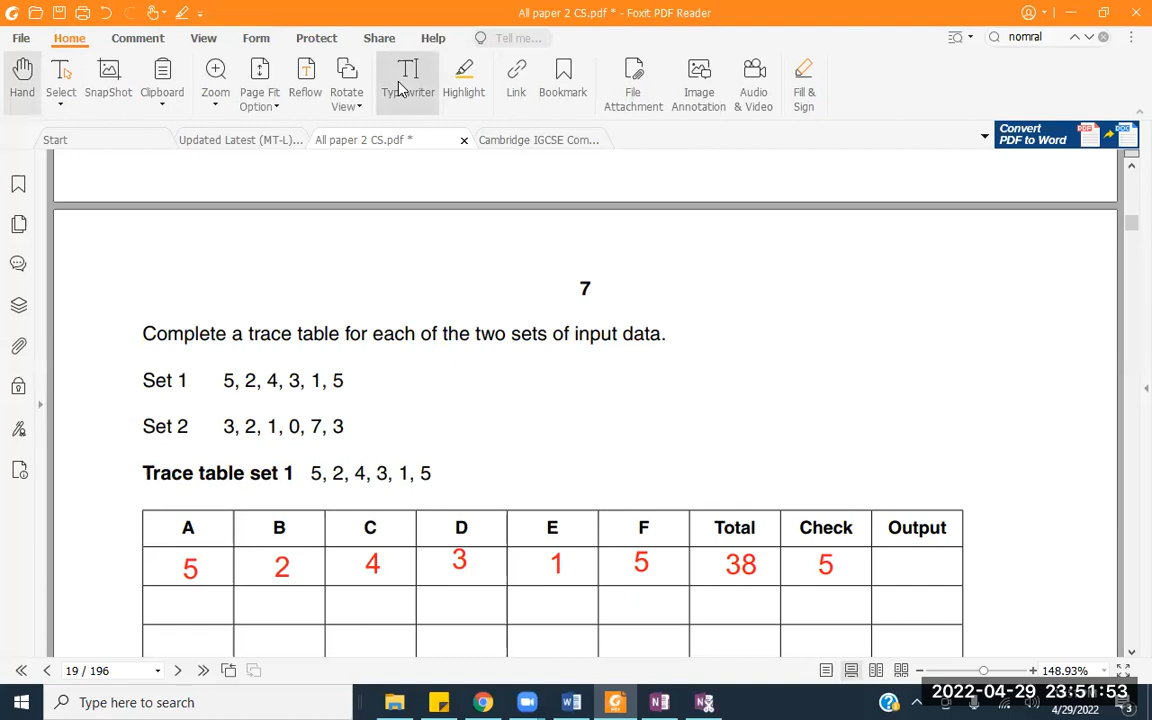 All paper 2 CS.pdf * - Foxit PDF Reader
File Home Comment View Form Protect Share Help Tell me... nomral
Hand Select SnapShot Clipboard Zoom Page Fit Option Reflow Rotate View Typewriter Highlight Link Bookmark File Attachment Image Annotation Audio & Video Fill & Sign
Start Updated Latest (MT-L)... All paper 2 CS.pdf * Cambridge IGCSE Com... Convert PDF to Word
7
Complete a trace table for each of the two sets of input data.
Set 1 5, 2, 4, 3, 1, 5
Set 2 3, 2, 1, 0, 7, 3
Trace table set 1 5, 2, 4, 3, 1, 5
A B C D E F Total Check Output
5 2 4 3 1 5 38 5
19 / 196 148.93%
Type here to search
2022-04-29 23:51:53
4/29/2022